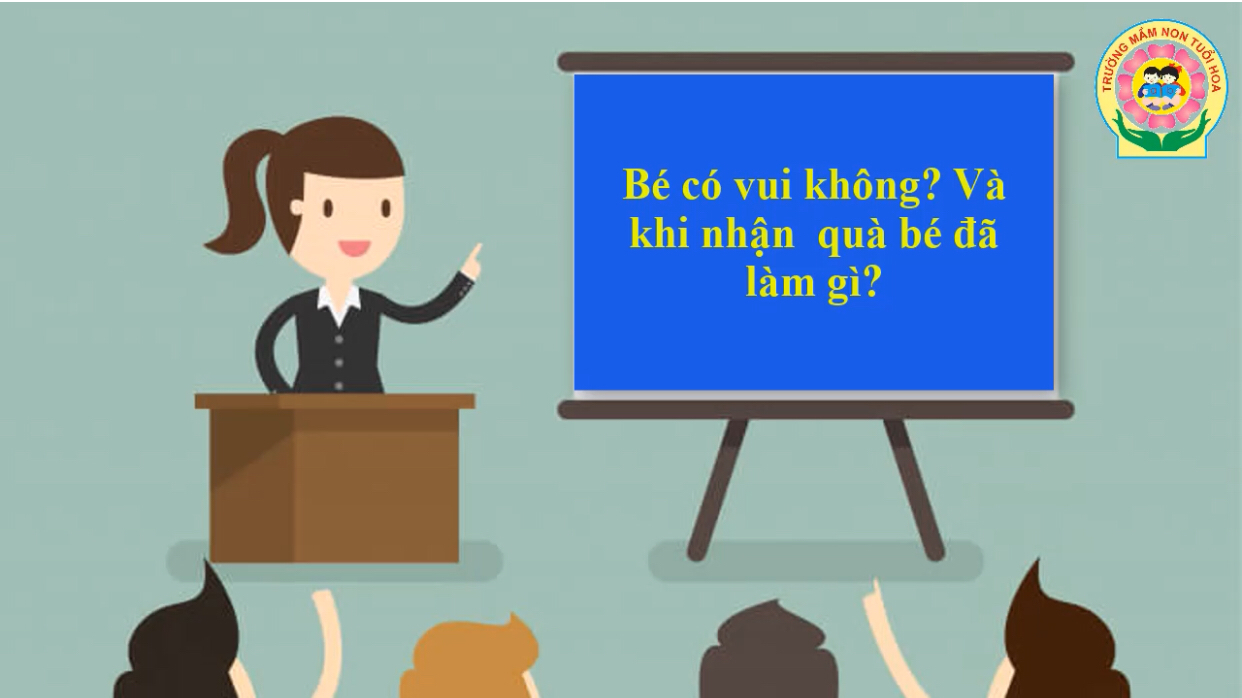 TRƯỜNG MẦM NON TUỔI HOA
Bé có vui không? Và
khi nhận  quà bé đã
làm gì?